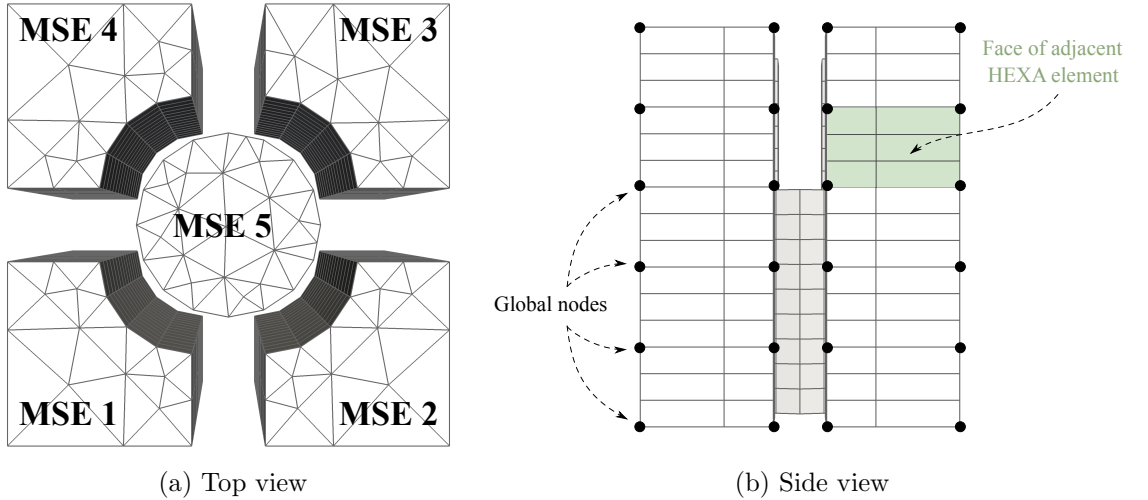 MSE 4
MSE 3
MSE 5
MSE 1
MSE 2
(a) Top view
Face of adjacent
HEXA element
Global nodes
(b) Side view